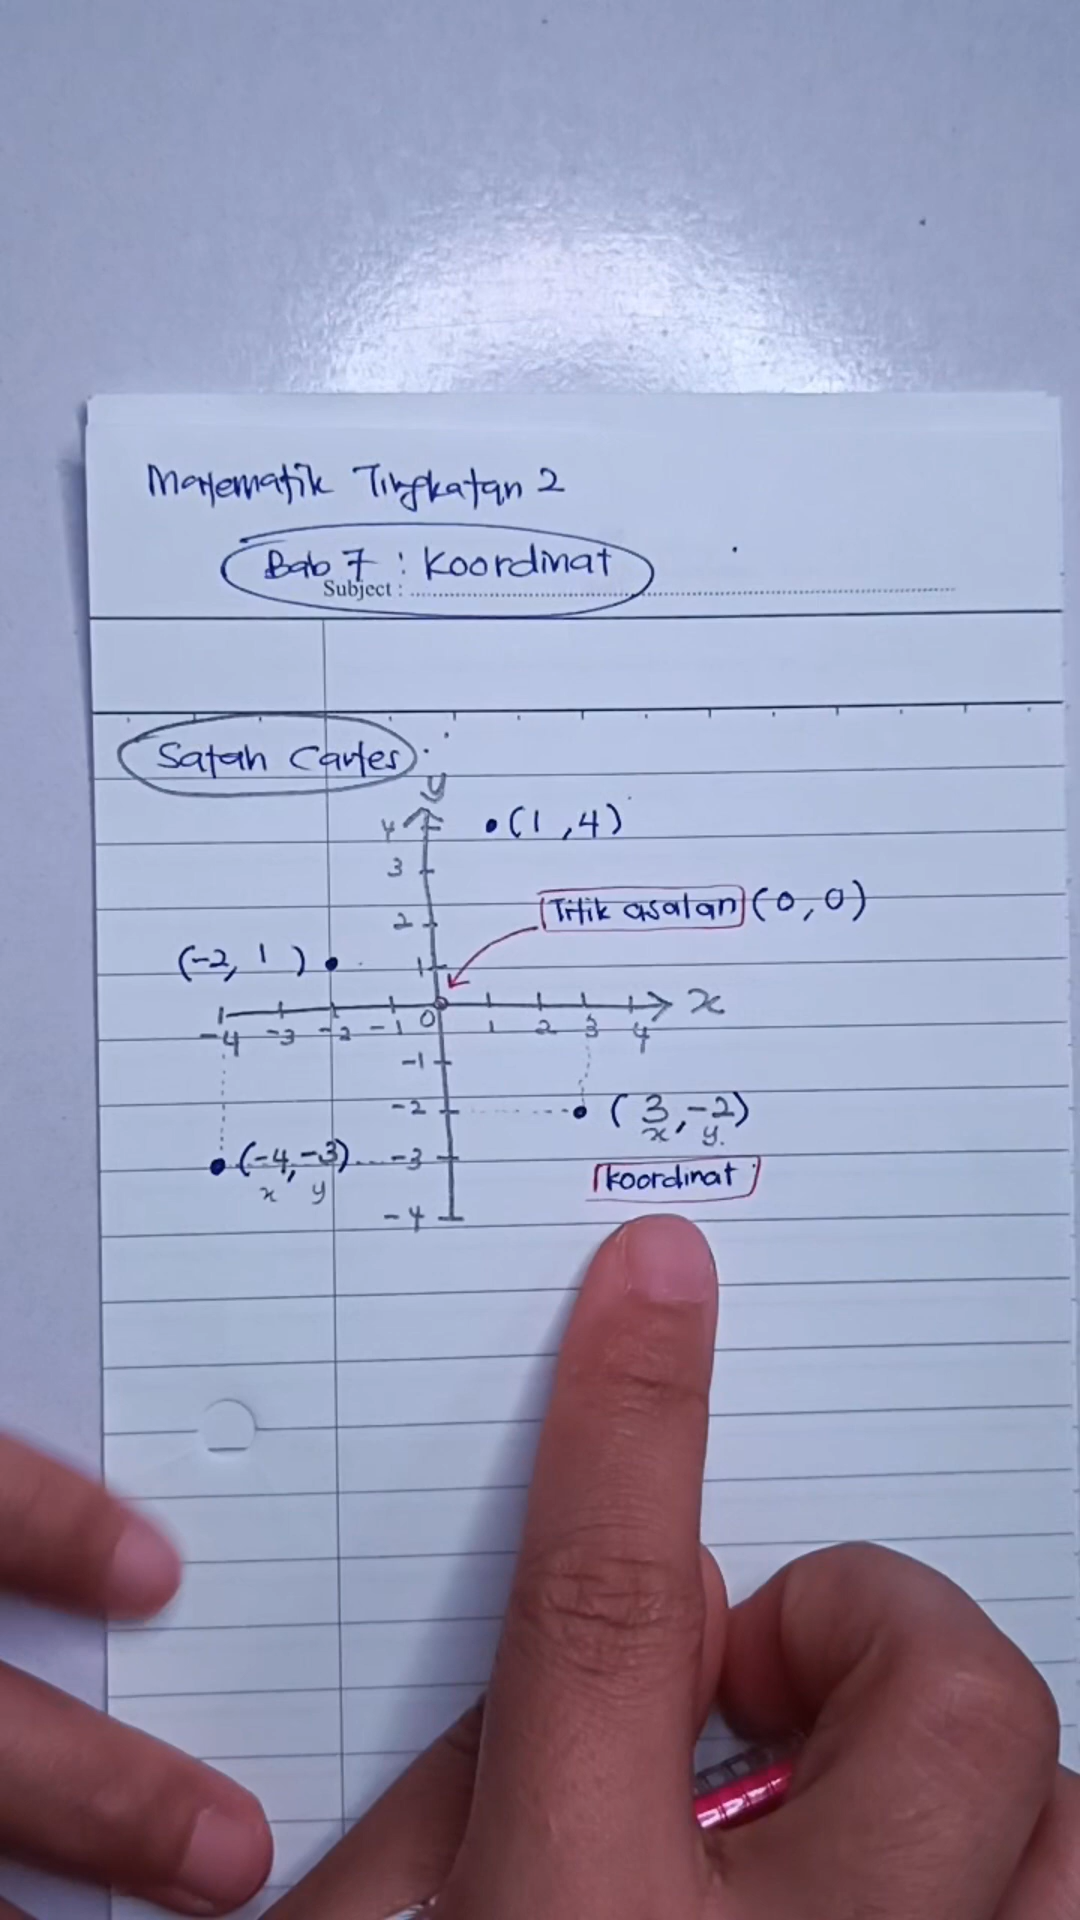 Matematik Tingkatan 2
Bab 7 : Koordinat
Subject :
Satah Cartes
y
4
(1, 4)
3
Titik asalan (0, 0)
2
(-2, 1)
1
x
-4 -3 -2 -1 0 1 2 3 4
-1
-2
(3, -2)
x y
(-4, -3)
-3
x y
koordinat
-4